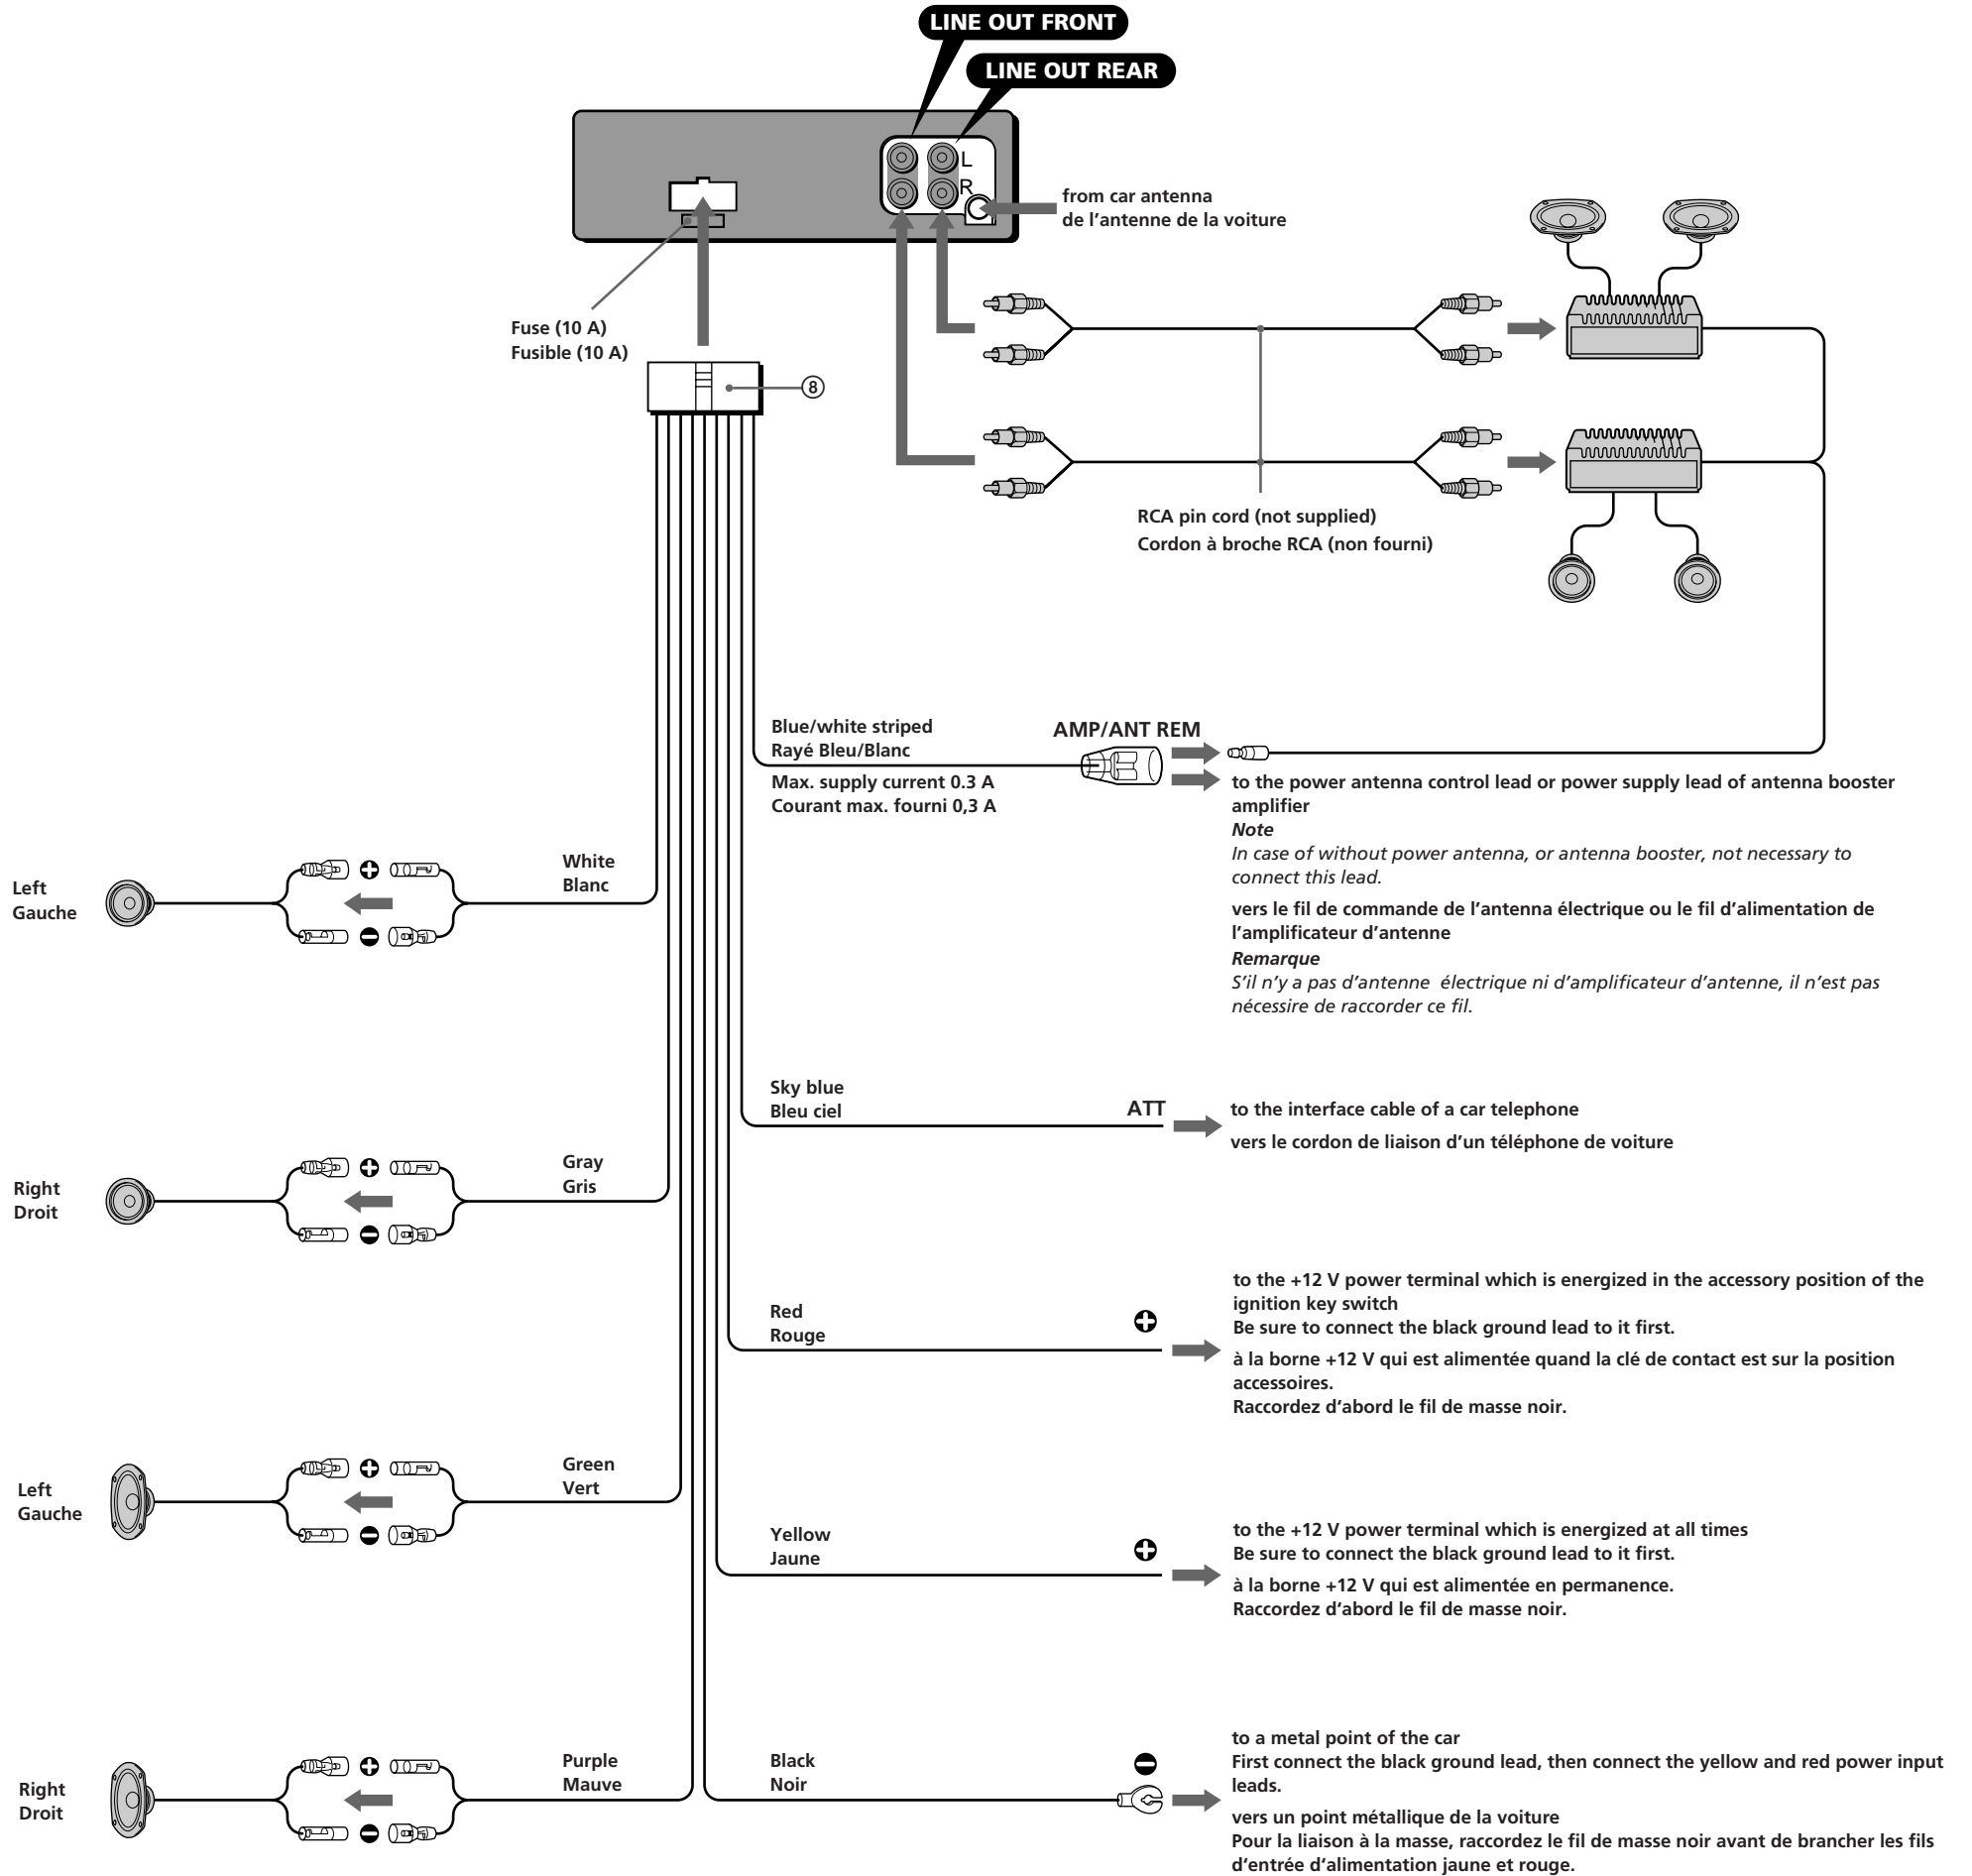 LINE OUT FRONT
LINE OUT REAR
L
R
from car antenna
de l’antenne de la voiture
Fuse (10 A)
Fusible (10 A)
8
RCA pin cord (not supplied)
Cordon à broche RCA (non fourni)
Blue/white striped
Rayé Bleu/Blanc
Max. supply current 0.3 A
Courant max. fourni 0,3 A
AMP/ANT REM
to the power antenna control lead or power supply lead of antenna booster
amplifier
Note
In case of without power antenna, or antenna booster, not necessary to
connect this lead.
vers le fil de commande de l’antenna électrique ou le fil d’alimentation de
l’amplificateur d’antenne
Remarque
S’il n’y a pas d’antenne électrique ni d’amplificateur d’antenne, il n’est pas
nécessire de raccorder ce fil.
Left
Gauche
White
Blanc
Sky blue
Bleu ciel
ATT
to the interface cable of a car telephone
vers le cordon de liaison d’un téléphone de voiture
Right
Droit
Gray
Gris
Red
Rouge
to the +12 V power terminal which is energized in the accessory position of the
ignition key switch
Be sure to connect the black ground lead to it first.
à la borne +12 V qui est alimentée quand la clé de contact est sur la position
accessoires.
Raccordez d’abord le fil de masse noir.
Left
Gauche
Green
Vert
Yellow
Jaune
to the +12 V power terminal which is energized at all times
Be sure to connect the black ground lead to it first.
à la borne +12 V qui est alimentée en permanence.
Raccordez d’abord le fil de masse noir.
Right
Droit
Purple
Mauve
Black
Noir
to a metal point of the car
First connect the black ground lead, then connect the yellow and red power input
leads.
vers un point métallique de la voiture
Pour la liaison à la masse, raccordez le fil de masse noir avant de brancher les fils
d’entrée d’alimentation jaune et rouge.